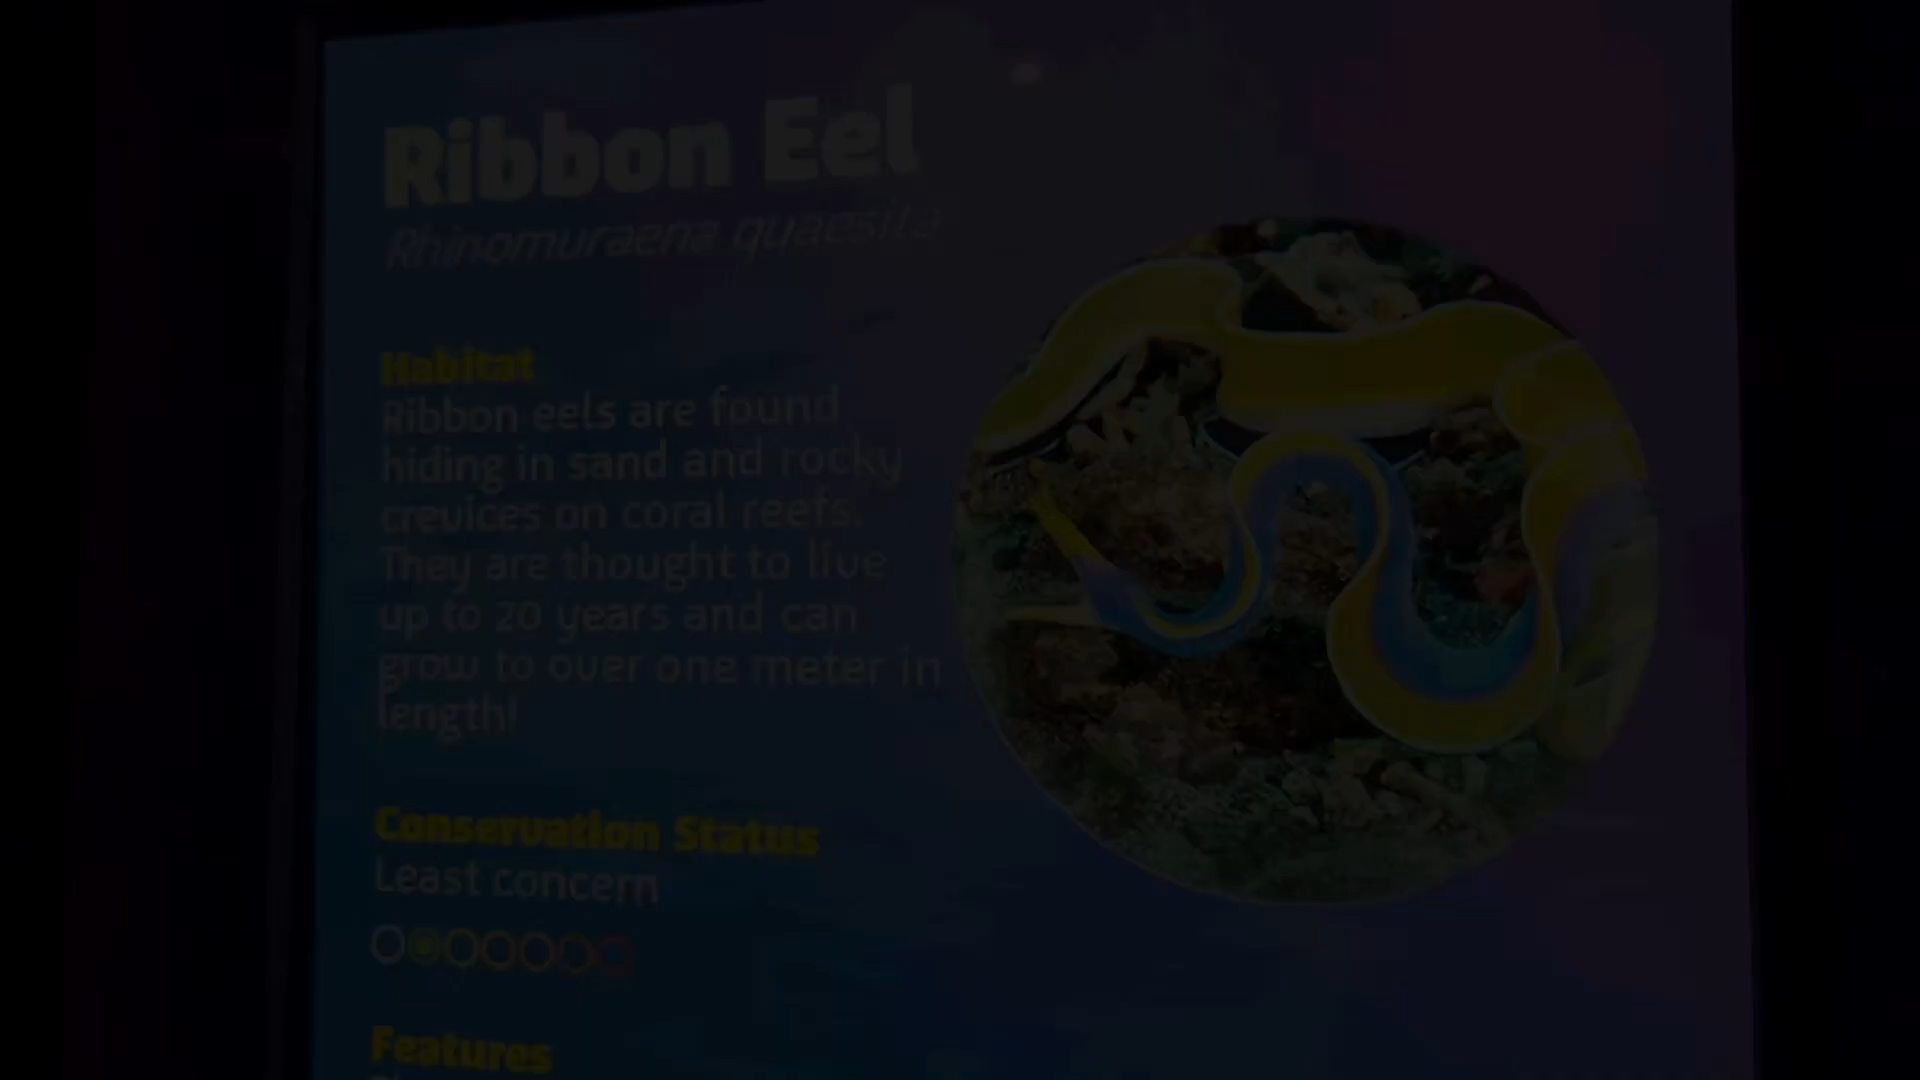 Ribbon Eel
Rhinomuraena quaesita
Habitat
Ribbon eels are found
hiding in sand and rocky
crevices on coral reefs.
They are thought to live
up to 20 years and can
grow to over one meter in
length!
Conservation Status
Least concern
Features